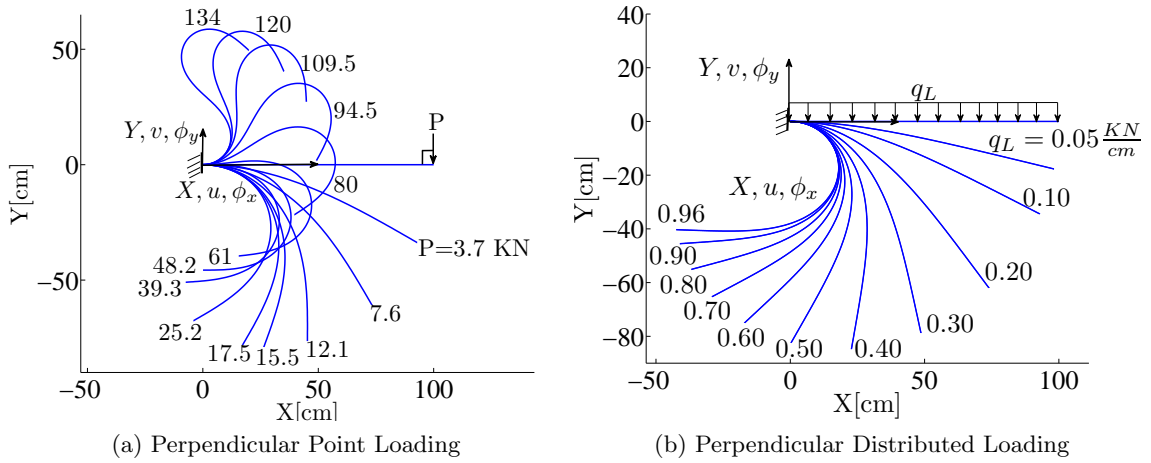 134
120
109.5
94.5
80
50
0
−50
Y[cm]
Y, v, ϕ_y
X, u, ϕ_x
P
P=3.7 KN
7.6
12.1
15.5
17.5
25.2
39.3
48.2
61
−50 0 50 100
X[cm]
(a) Perpendicular Point Loading
40
20
0
−20
−40
−60
−80
−90
Y[cm]
Y, v, ϕ_y
q_L
q_L = 0.05 KN/cm
X, u, ϕ_x
0.10
0.20
0.30
0.40
0.50
0.60
0.70
0.80
0.90
0.96
−50 0 50 100
X[cm]
(b) Perpendicular Distributed Loading